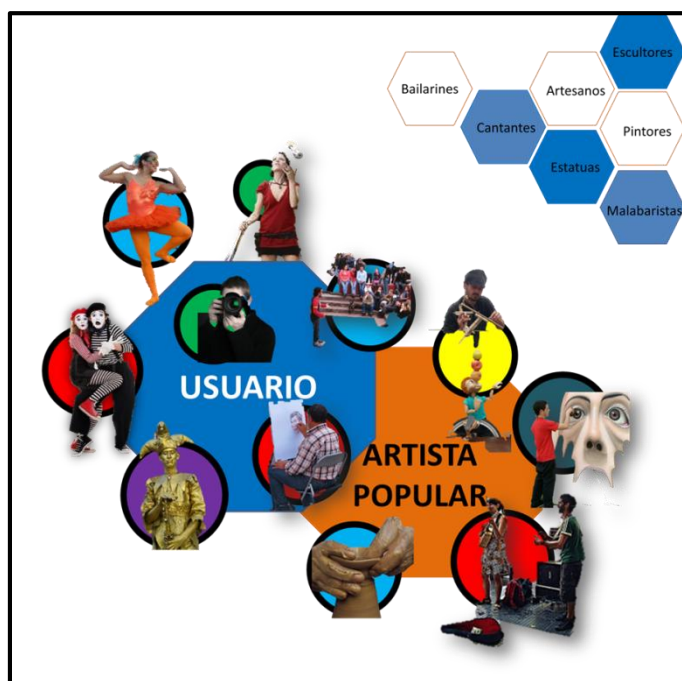 Escultores
Bailarines
Artesanos
Cantantes
Pintores
Estatuas
Malabaristas
USUARIO
ARTISTA
POPULAR